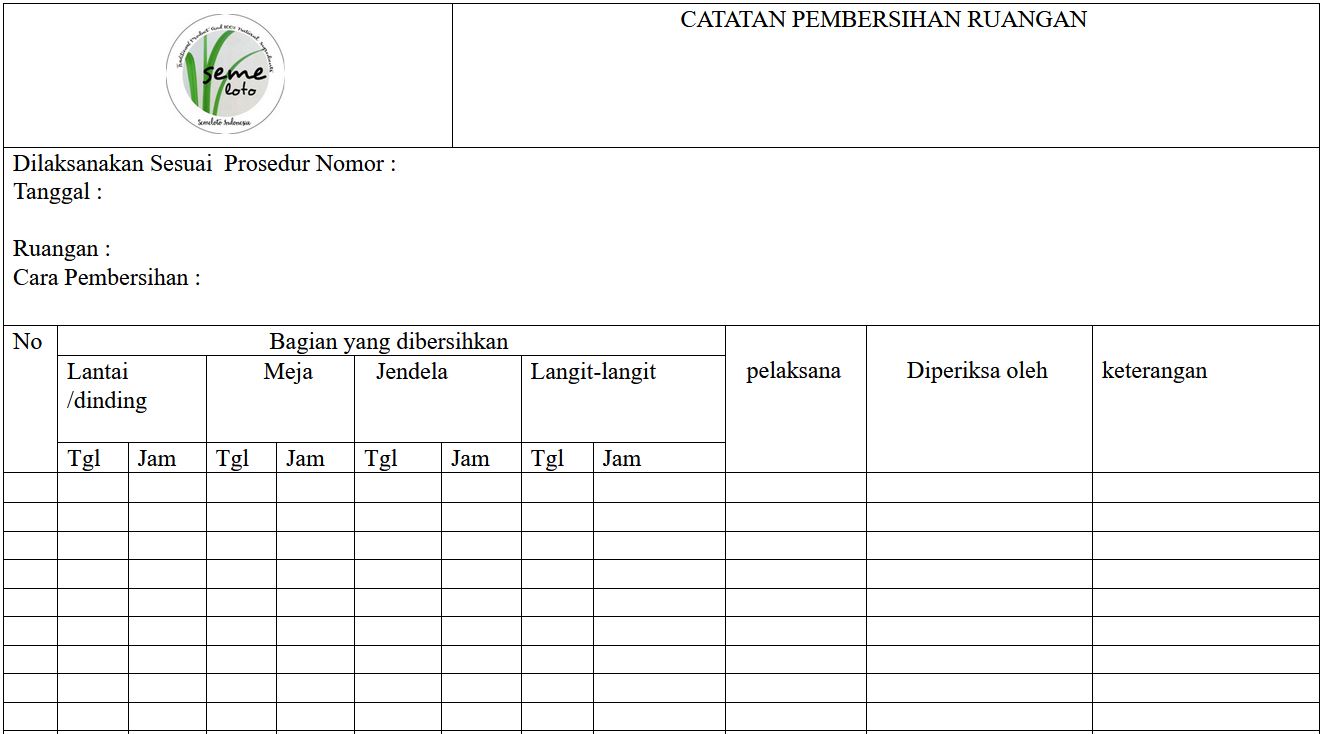 Traditional Product And 100% Natural Ingredients
seme
loto
Semeloto Indonesia
CATATAN PEMBERSIHAN RUANGAN
Dilaksanakan Sesuai Prosedur Nomor :
Tanggal :
Ruangan :
Cara Pembersihan :
No
Bagian yang dibersihkan
pelaksana
Diperiksa oleh
keterangan
Lantai
/dinding
Meja
Jendela
Langit-langit
Tgl Jam Tgl Jam Tgl Jam Tgl Jam